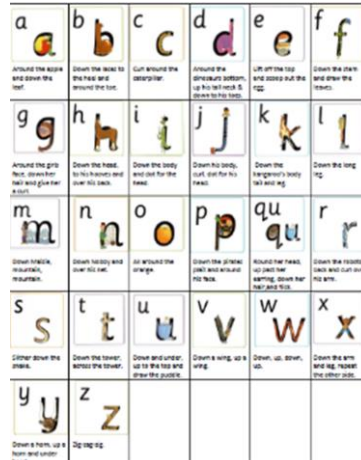 a b c d e f
Around the apple
and down the
leaf.
Down the laces to
the heel and
around the toe.
Curl around the
caterpillar.
Around the
dinosaurs bottom,
up his tall neck &
down to his toes.
Lift off the top
and scoop out the
egg.
Down the stem
and draw the
leaves.
g h i j k l
Around the girls
face, down her
hair and give her
a curl.
Down the head,
to his hooves and
over his back.
Down the body
and dot for the
head.
Down his body,
curl, dot for his
head.
Down the
kangaroo's body
tail and leg.
Down the long
leg.
m n o p qu r
Down Maisie,
mountain,
mountain.
Down Nobby and
over his net.
All around the
orange.
Down the pirates
plait and around
his face.
Round her head,
up past her
earring, down her
hair and flick.
Down the robots
back and curl over
his arm.
s t u v w x
Slither down the
snake.
Down the tower,
across the tower.
Down and under,
up to the top and
draw the puddle.
Down a wing, up a
wing.
Down, up, down,
up.
Down the arm
and leg, repeat
the other side.
y z
Down a horn, up a
horn and under
Zig-zag-zig.